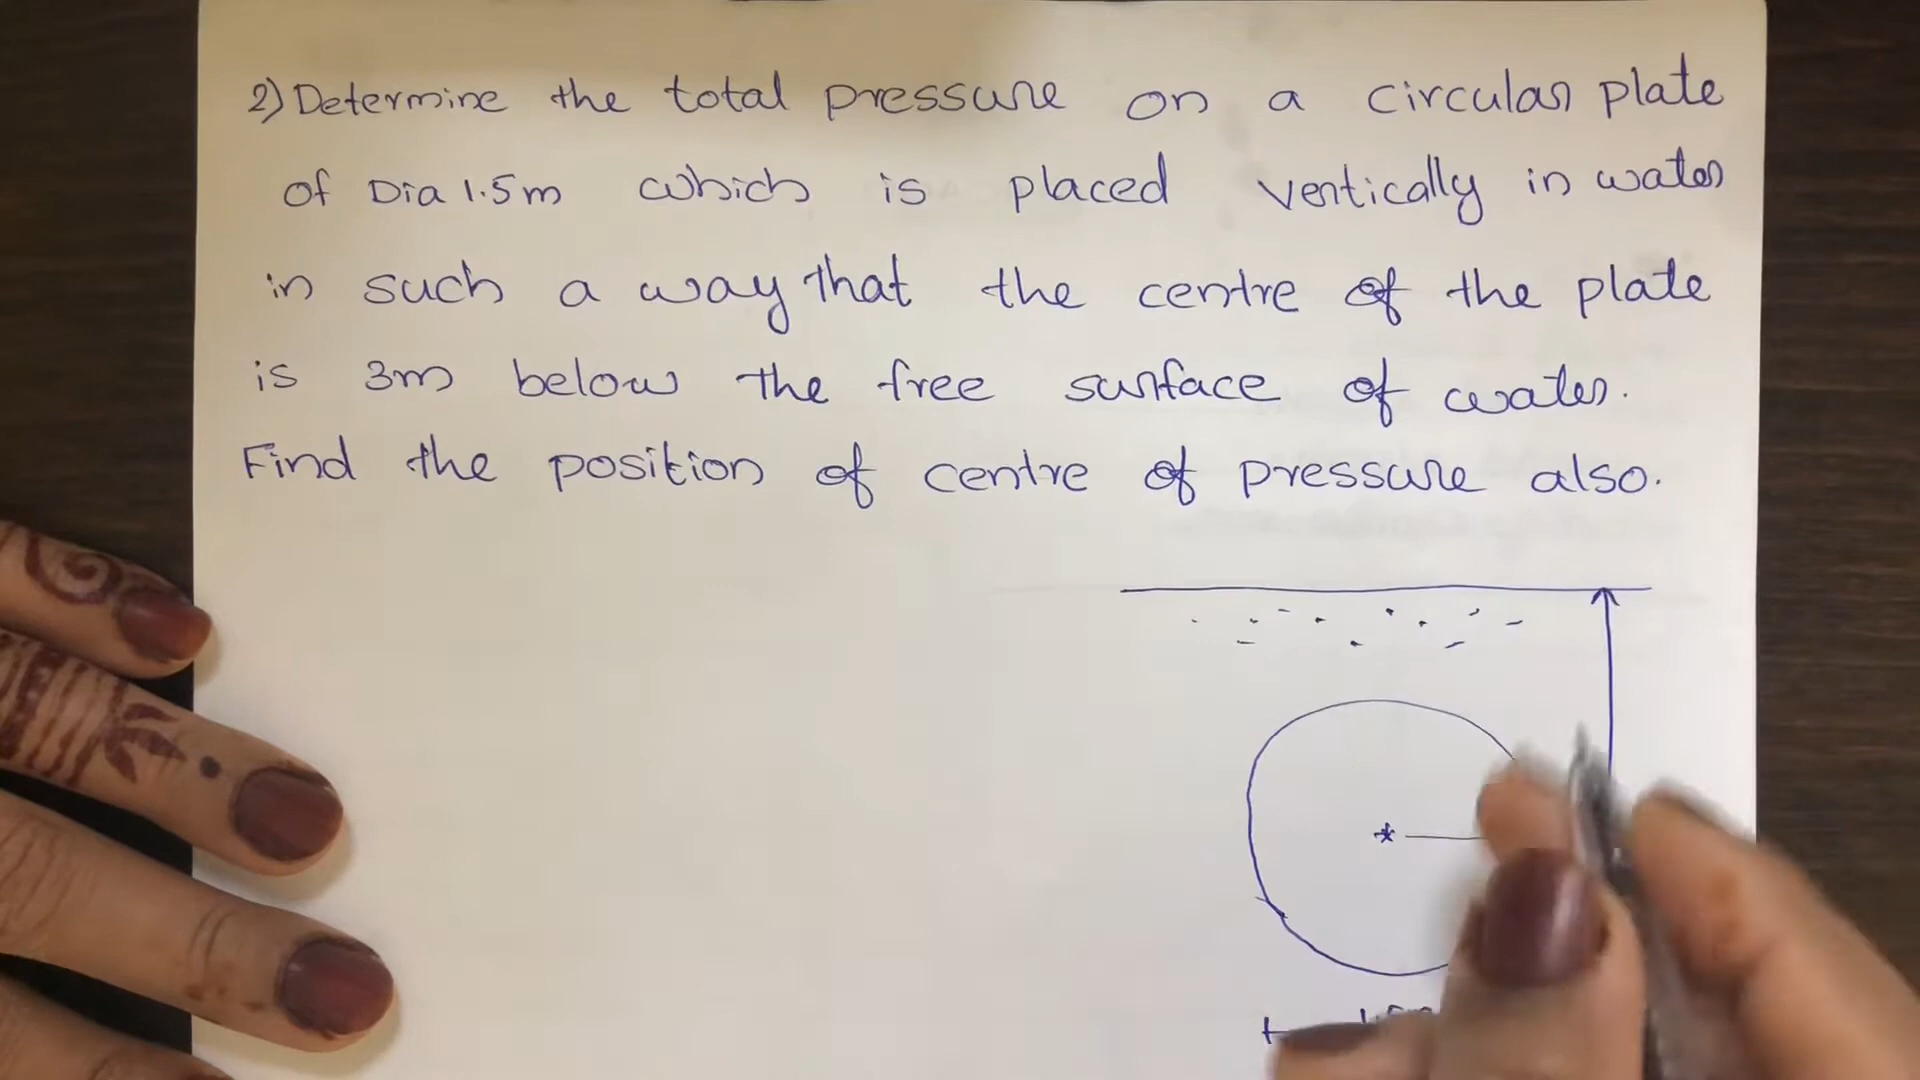 2) Determine the total pressure on a circular plate
of Dia 1.5m which is placed vertically in water
in such a way that the centre of the plate
is 3m below the free surface of water.
Find the position of centre of pressure also.